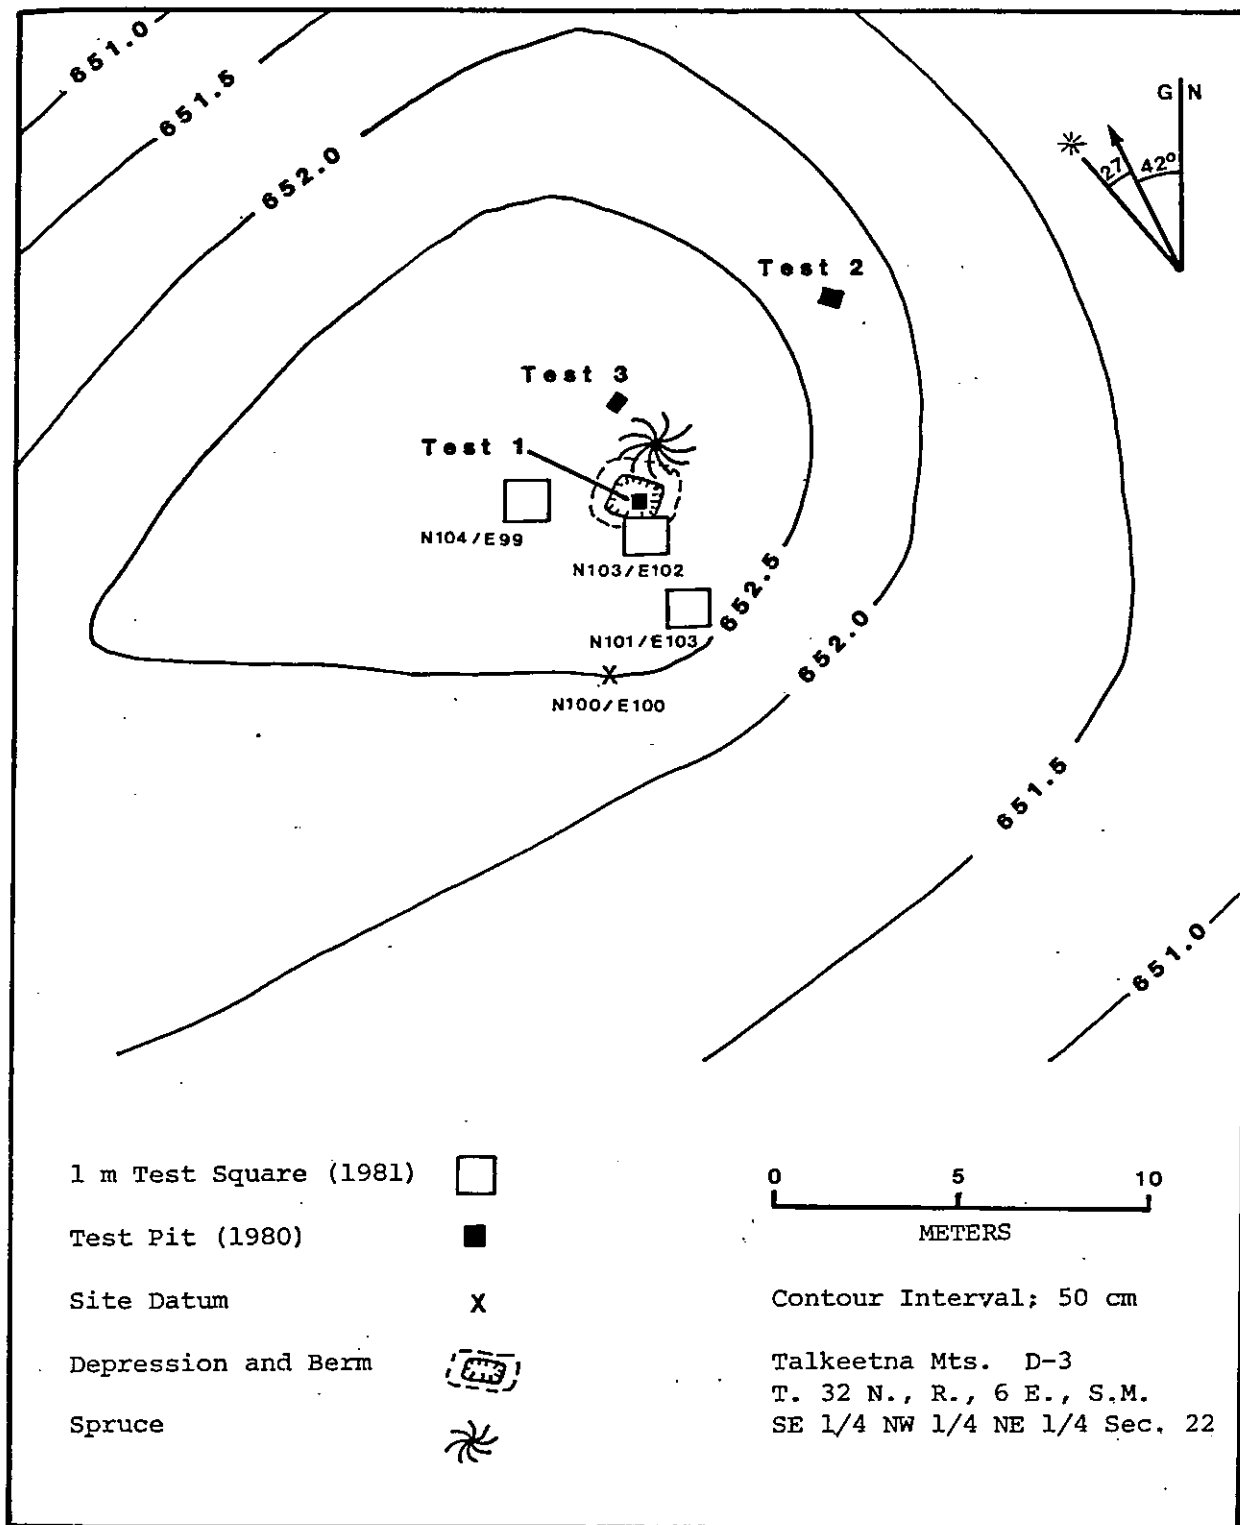 651.0
651.5
652.0
G N
27
42°
Test 2
Test 3
Test 1
N104/E99
N103/E102
652.5
N101/E103
652.0
N100/E100
651.5
651.0
1 m Test Square (1981)
Test Pit (1980)
Site Datum X
Depression and Berm
Spruce
0 5 10
METERS
Contour Interval; 50 cm
Talkeetna Mts. D-3
T. 32 N., R., 6 E., S.M.
SE 1/4 NW 1/4 NE 1/4 Sec. 22